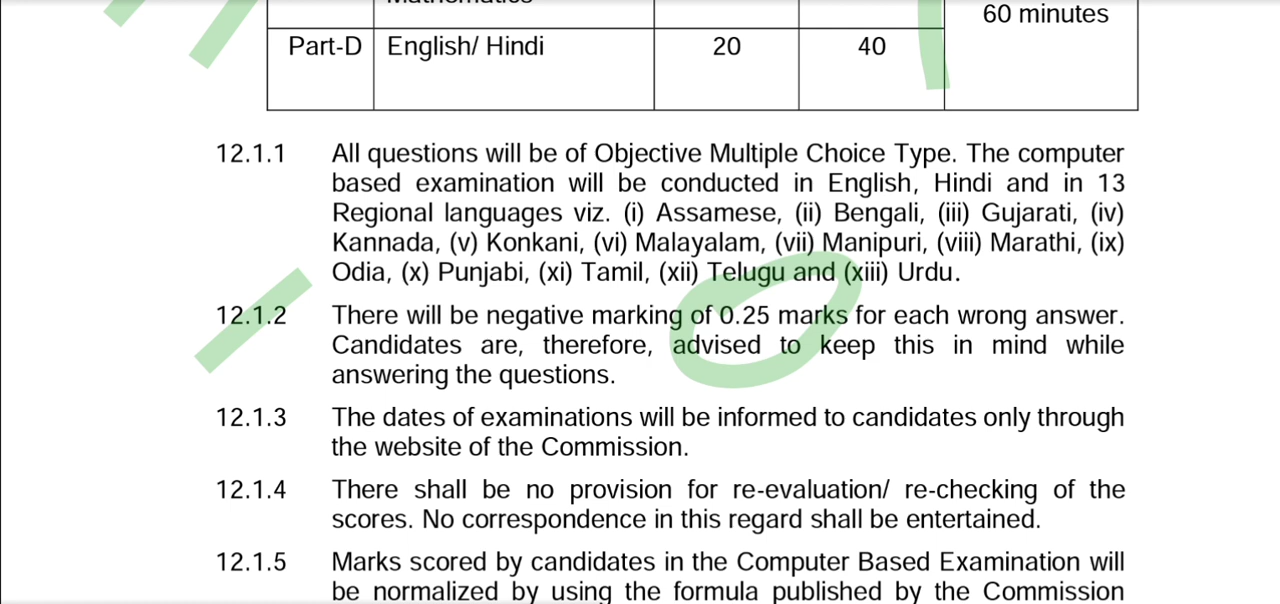 Mathematics
60 minutes
Part-D English/ Hindi 20 40
12.1.1 All questions will be of Objective Multiple Choice Type. The computer
based examination will be conducted in English, Hindi and in 13
Regional languages viz. (i) Assamese, (ii) Bengali, (iii) Gujarati, (iv)
Kannada, (v) Konkani, (vi) Malayalam, (vii) Manipuri, (viii) Marathi, (ix)
Odia, (x) Punjabi, (xi) Tamil, (xii) Telugu and (xiii) Urdu.
12.1.2 There will be negative marking of 0.25 marks for each wrong answer.
Candidates are, therefore, advised to keep this in mind while
answering the questions.
12.1.3 The dates of examinations will be informed to candidates only through
the website of the Commission.
12.1.4 There shall be no provision for re-evaluation/ re-checking of the
scores. No correspondence in this regard shall be entertained.
12.1.5 Marks scored by candidates in the Computer Based Examination will
be normalized by using the formula published by the Commission